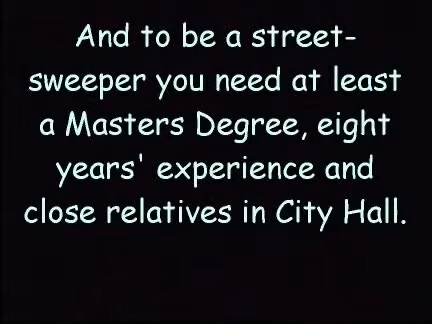 And to be a street-
sweeper you need at least
a Masters Degree, eight
years' experience and
close relatives in City Hall.